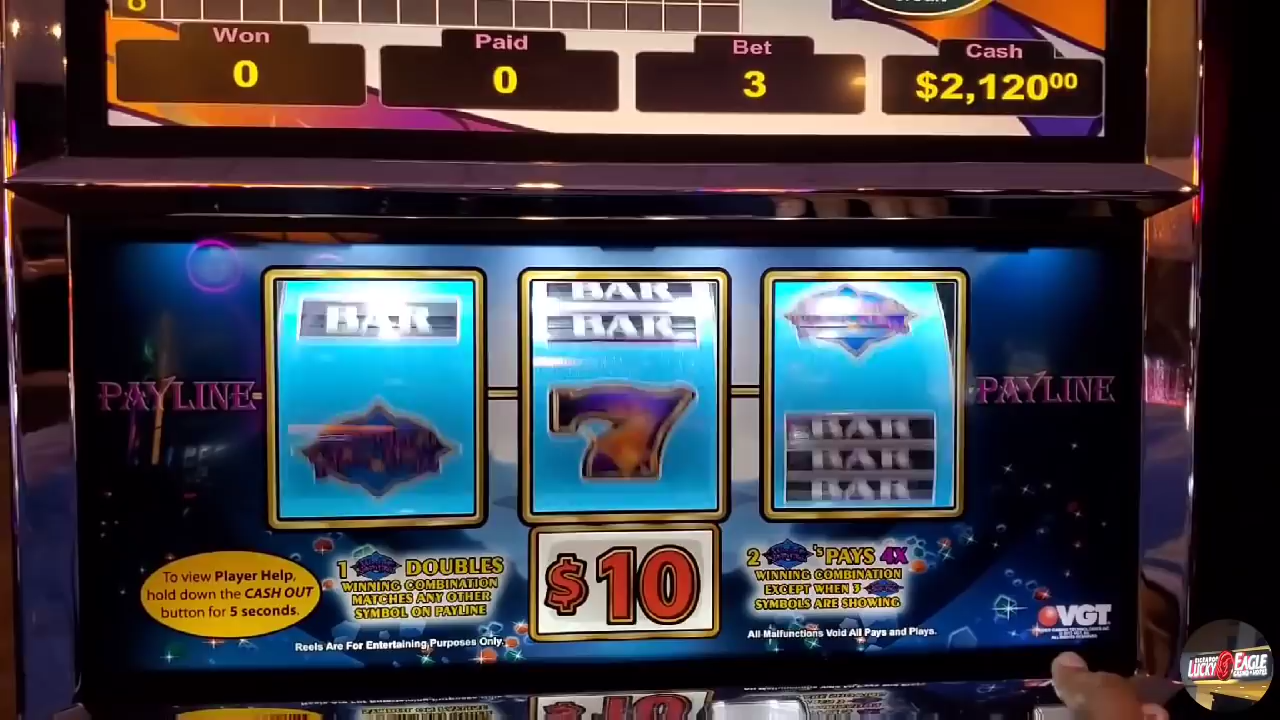 8
credit
Won
Paid
Bet
Cash
0
0
3
$2,120⁰⁰
BAR
BAR
BAR
PAYLINE
PAYLINE
7
BAR
BAR
BAR
To view Player Help,
hold down the CASH OUT
button for 5 seconds.
1 DOUBLES
WINNING COMBINATION
MATCHES ANY OTHER
SYMBOL ON PAYLINE
$10
2 'S PAYS 4X
WINNING COMBINATION
EXCEPT WHEN 3
SYMBOLS ARE SHOWING
Reels Are For Entertaining Purposes Only.
All Malfunctions Void All Pays and Plays.
VGT
LUCKY EAGLE